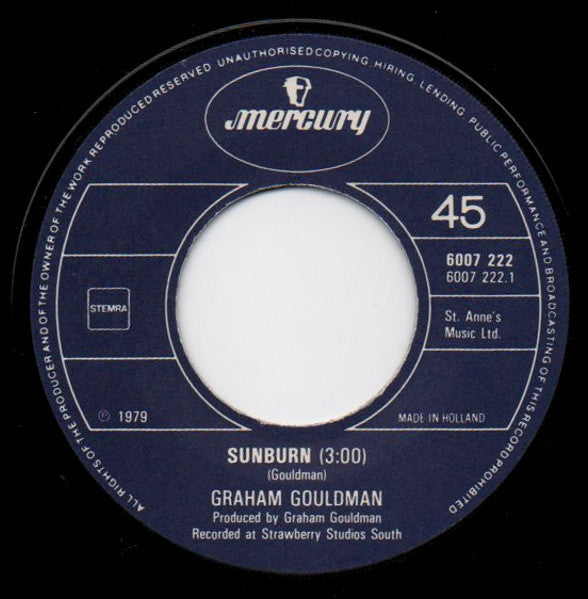 ALL RIGHTS OF THE PRODUCER AND OF THE OWNER OF THE WORK REPRODUCED RESERVED UNAUTHORISED COPYING, HIRING, LENDING, PUBLIC PERFORMANCE AND BROADCASTING OF THIS RECORD PROHIBITED
mercury
45
6007 222
6007 222.1
STEMRA
St. Anne's
Music Ltd.
℗ 1979
MADE IN HOLLAND
SUNBURN (3:00)
(Gouldman)
GRAHAM GOULDMAN
Produced by Graham Gouldman
Recorded at Strawberry Studios South